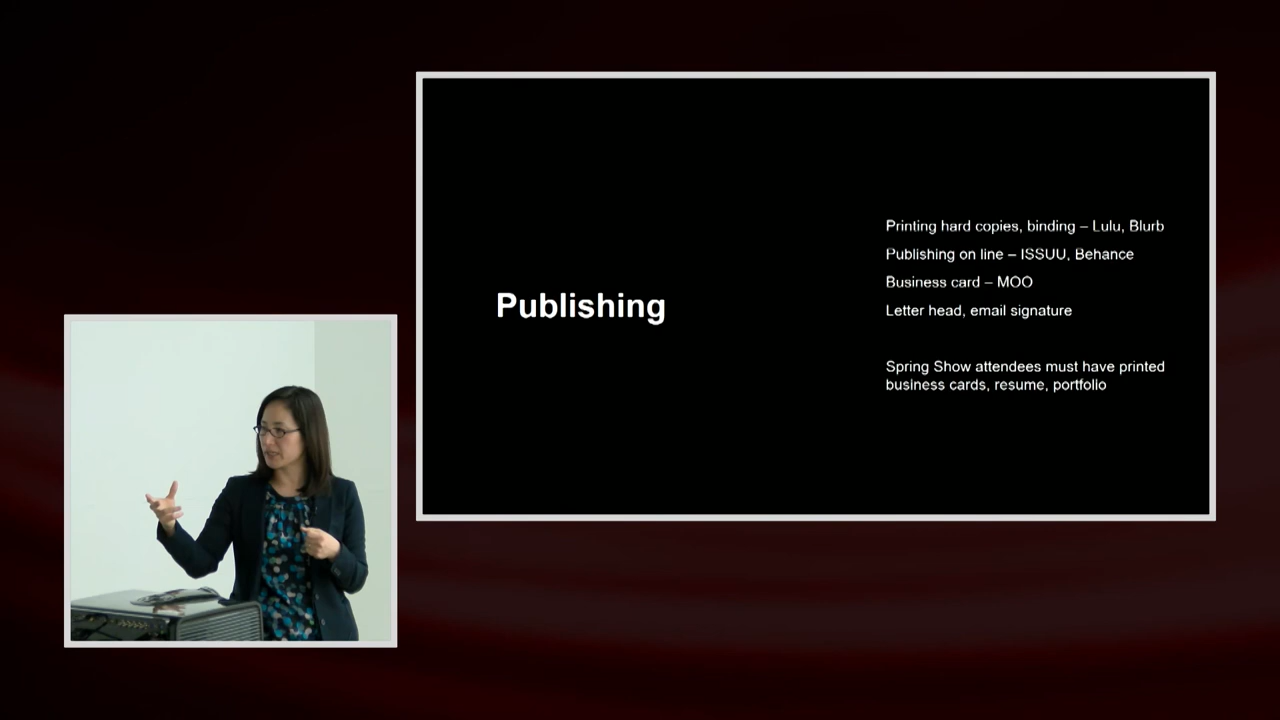 Publishing
Printing hard copies, binding – Lulu, Blurb
Publishing on line – ISSUU, Behance
Business card – MOO
Letter head, email signature
Spring Show attendees must have printed
business cards, resume, portfolio